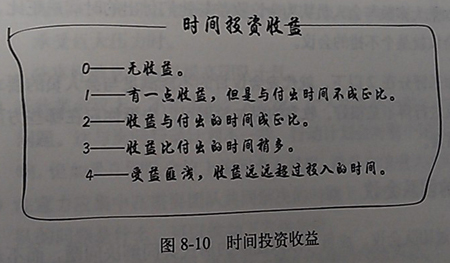 时间投资收益
0——无收益。
1——有一点收益，但是与付出时间不成正比。
2——收益与付出的时间成正比。
3——收益比付出的时间稍多。
4——受益匪浅，收益远远超过投入的时间。
图 8-10 时间投资收益